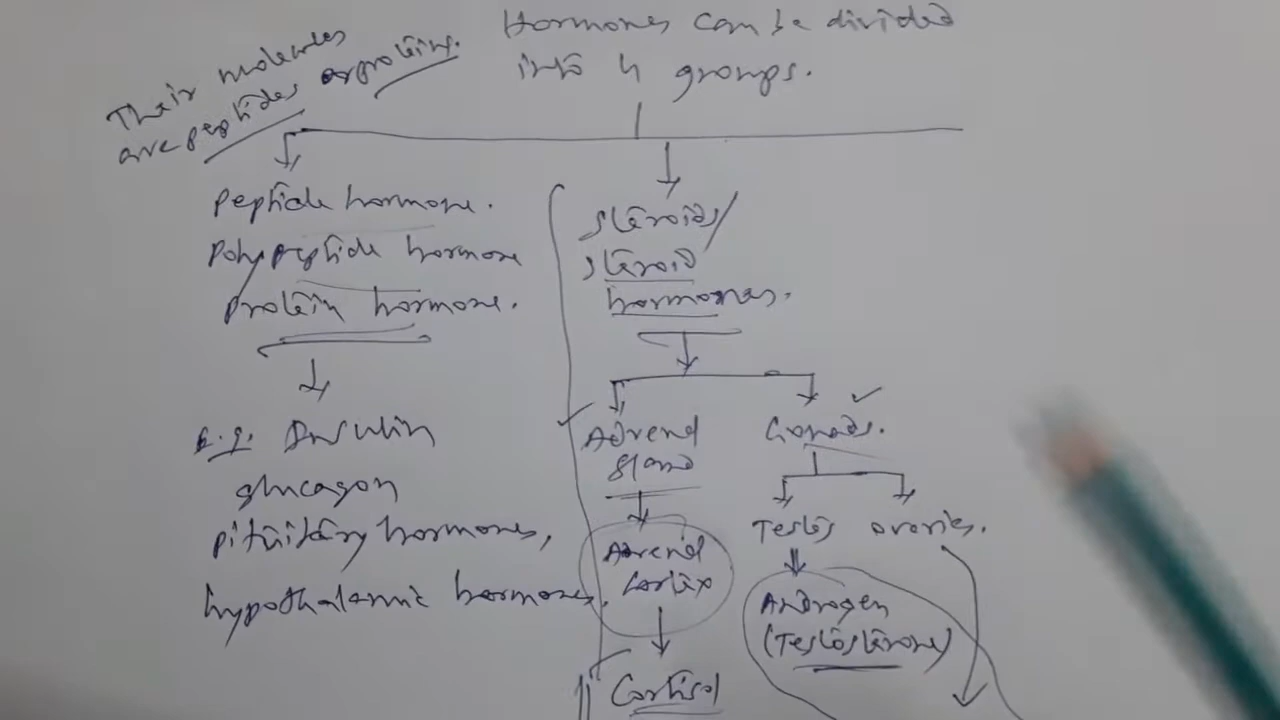 Hormones can be divided
into 4 groups.
Their molecules
are peptides or proteins.
Peptide hormone.
Polypeptide hormone
Protein hormone.
E.g. Insulin
glucagon
pituitary hormones,
hypothalamic hormones.
steroids/
steroid
hormones.
Adrenal
gland
Adrenal
cortex
Cortisol
Gonads.
Testis ovaries.
Androgen
(Testosterone)